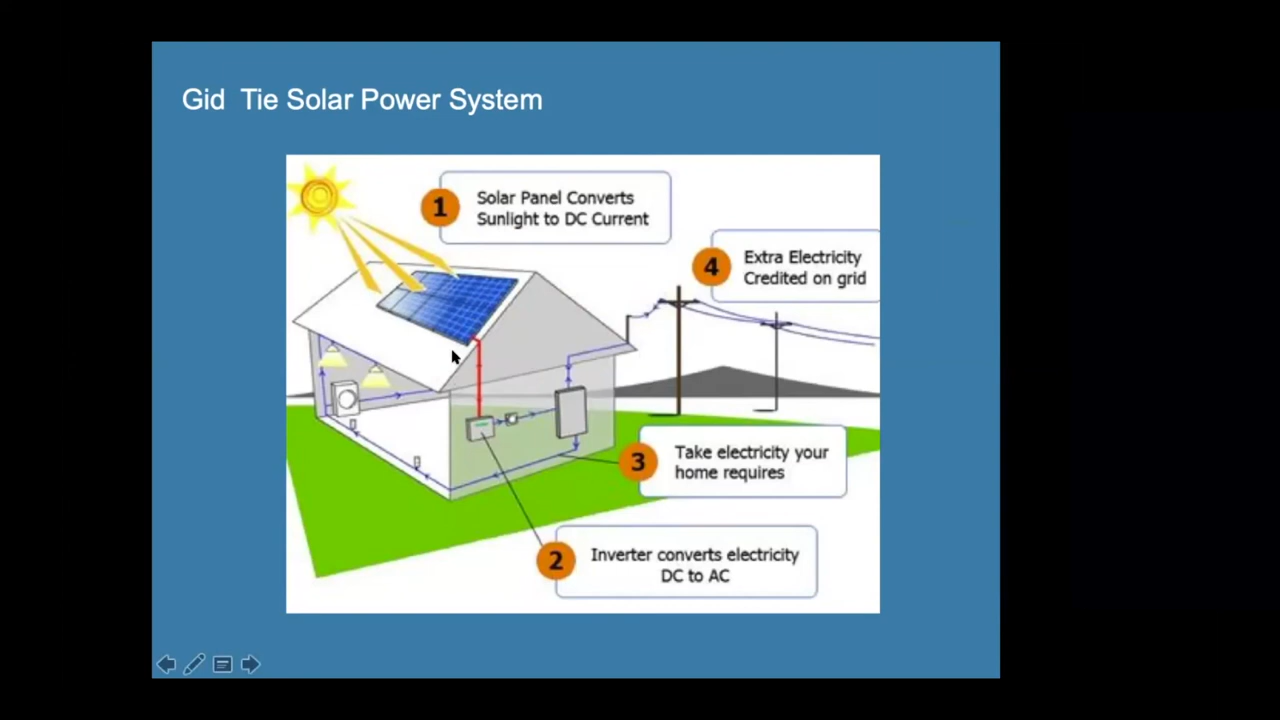 Gid  Tie Solar Power System
1
Solar Panel Converts
Sunlight to DC Current
4
Extra Electricity
Credited on grid
3
Take electricity your
home requires
2
Inverter converts electricity
DC to AC